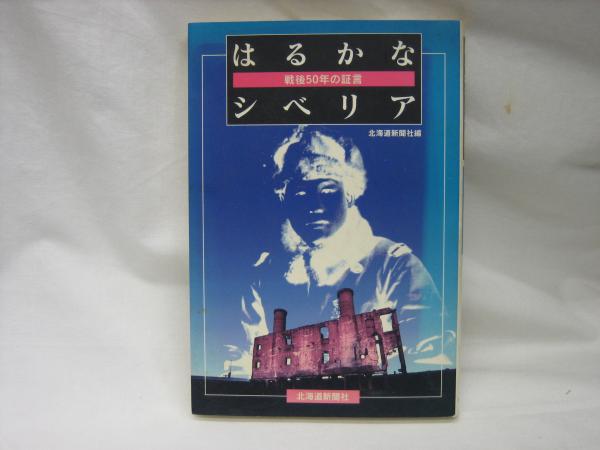 はるかな
戦後50年の証言
シベリア
北海道新聞社編
北海道新聞社